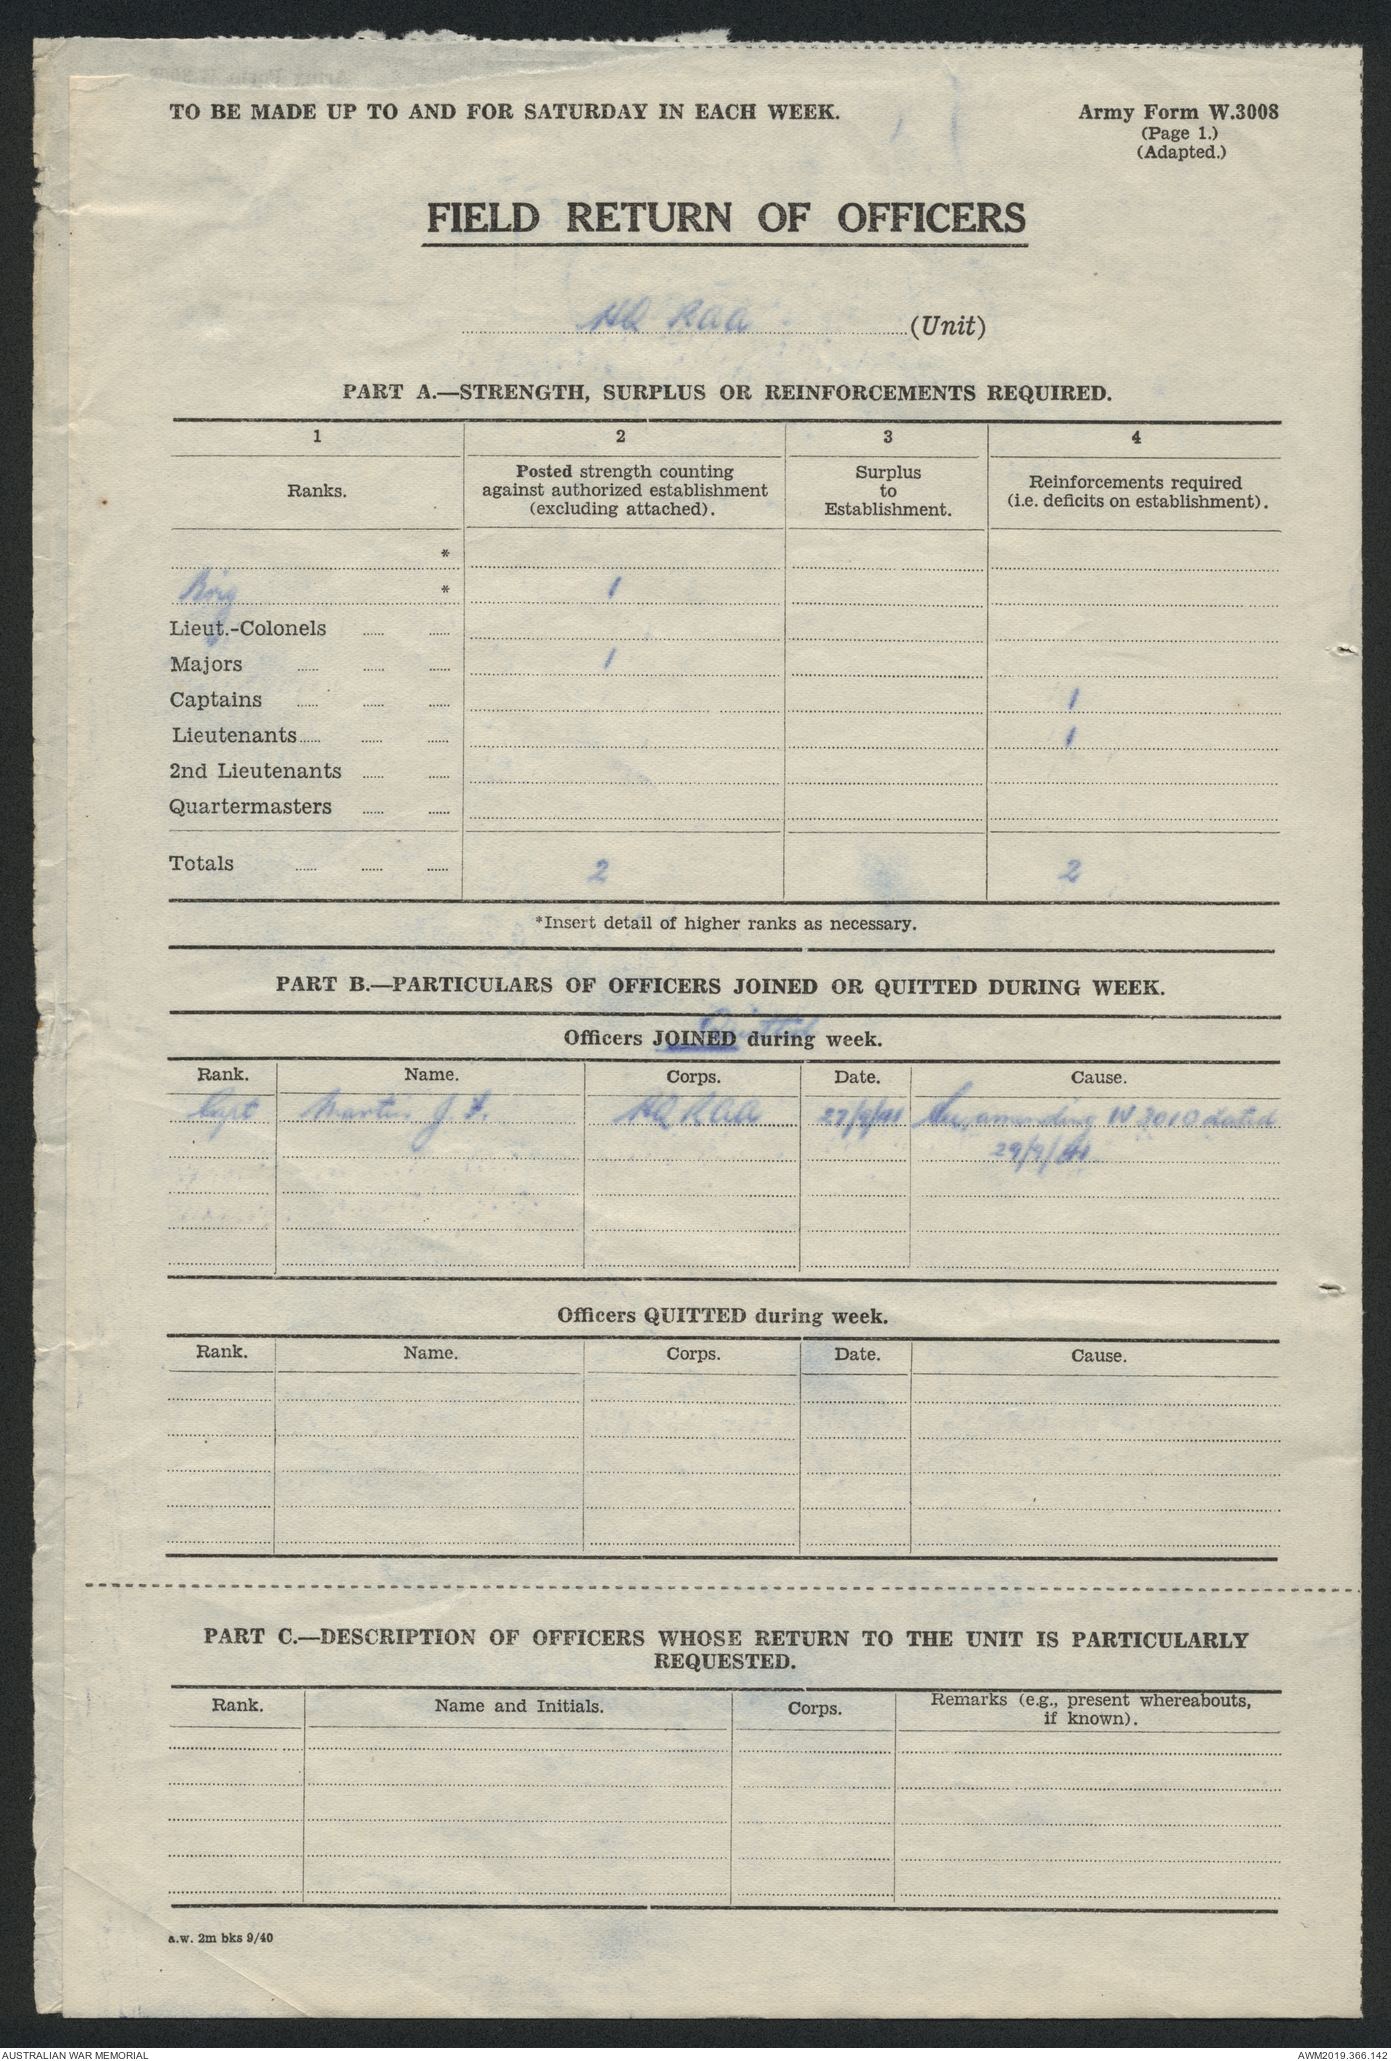 TO BE MADE UP TO AND FOR SATURDAY IN EACH WEEK.
Army Form W.3008
(Page 1.)
(Adapted.)
FIELD RETURN OF OFFICERS
HQ RAA (Unit)
PART A.—STRENGTH, SURPLUS OR REINFORCEMENTS REQUIRED.
1 2 3 4
Ranks.
Posted strength counting
against authorized establishment
(excluding attached).
Surplus
to
Establishment.
Reinforcements required
(i.e. deficits on establishment).
*
Brig * 1
Lieut.-Colonels
Majors 1
Captains 1
Lieutenants 1
2nd Lieutenants
Quartermasters
Totals 2 2
*Insert detail of higher ranks as necessary.
PART B.—PARTICULARS OF OFFICERS JOINED OR QUITTED DURING WEEK.
Quitted
Officers JOINED during week.
Rank. Name. Corps. Date. Cause.
Capt Martin J. F. HQ RAA 27/9/41 See amending W 3010 dated
29/9/41
Officers QUITTED during week.
Rank. Name. Corps. Date. Cause.
PART C.—DESCRIPTION OF OFFICERS WHOSE RETURN TO THE UNIT IS PARTICULARLY
REQUESTED.
Rank. Name and Initials. Corps.
Remarks (e.g., present whereabouts,
if known).
a.w. 2m bks 9/40
AUSTRALIAN WAR MEMORIAL
AWM2019.366.142